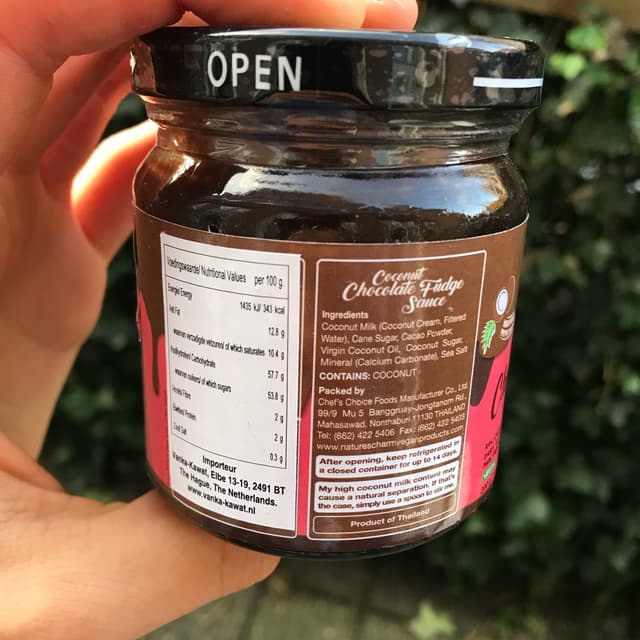 OPEN
Voedingswaarde/ Nutritional Values per 100 g
Energie/ Energy 1435 kJ/ 343 kcal
Vet/ Fat 12.8 g
waarvan verzadigde vetzuren/ of which saturates 10.4 g
Koolhydraten/ Carbohydrate 57.7 g
waarvan suikers/ of which sugars 53.8 g
Vezels/ Fibre 2 g
Eiwitten/ Protein 2 g
Zout/ Salt 0.3 g
Importeur
Vanka-Kawat, Elbe 13-19, 2491 BT
The Hague, The Netherlands.
www.vanka-kawat.nl
Coconut
Chocolate Fudge
Sauce
Ingredients
Coconut Milk (Coconut Cream, Filtered
Water), Cane Sugar, Cacao Powder,
Virgin Coconut Oil, Coconut Sugar,
Mineral (Calcium Carbonate), Sea Salt
CONTAINS: COCONUT
Packed by
Chef's Choice Foods Manufacturer Co., Ltd.
99/9 Mu 5 Banggruay-Jongtanom Rd.,
Mahasawad, Nonthaburi 11130 THAILAND
Tel: (662) 422 5406 Fax: (662) 422 5402
www.naturescharmveganproducts.com
After opening, keep refrigerated in
a closed container for up to 14 days.
My high coconut milk content may
cause a natural separation. If that's
the case, simply use a spoon to stir me.
Product of Thailand